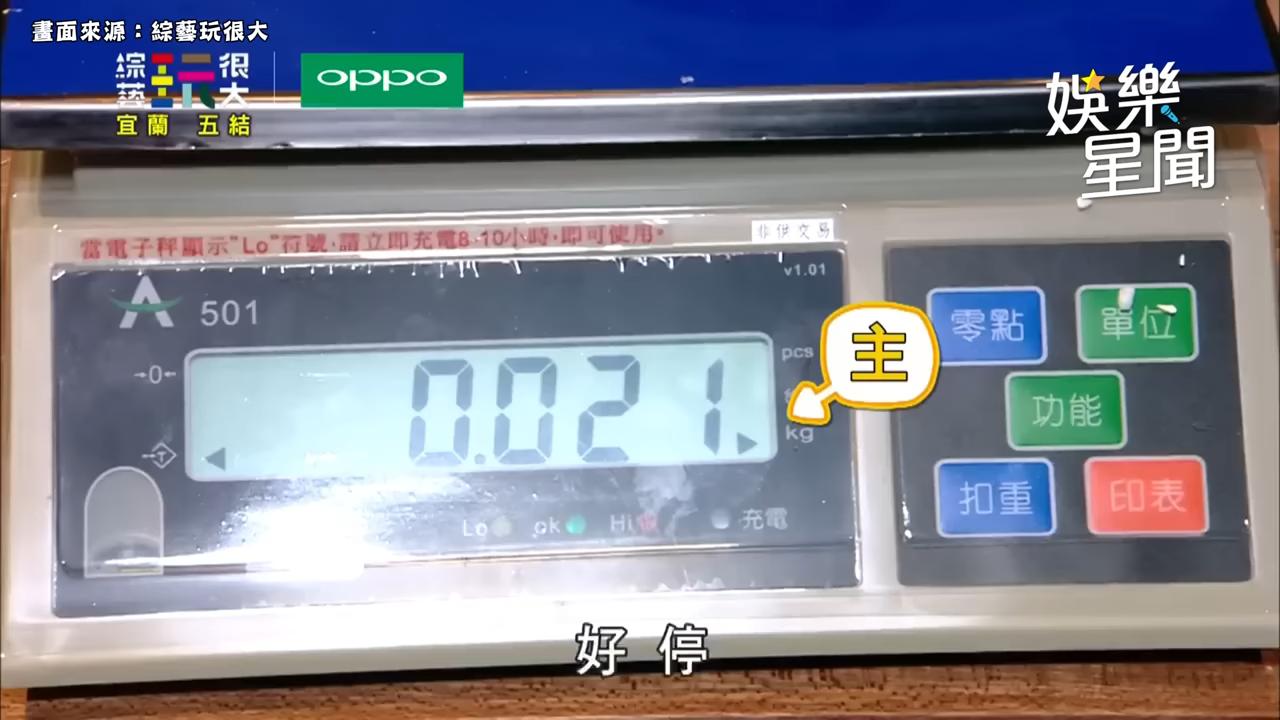 畫面來源：綜藝玩很大
綜藝玩很大
宜蘭 五結
oppo
娛樂
星聞
當電子秤顯示"Lo"符號，請立即充電8-10小時，即可使用。
非供交易
v1.01
501
→0←
0.021
pcs
kg
主
T
Lo
ok
Hi
充電
零點
單位
功能
扣重
印表
好 停